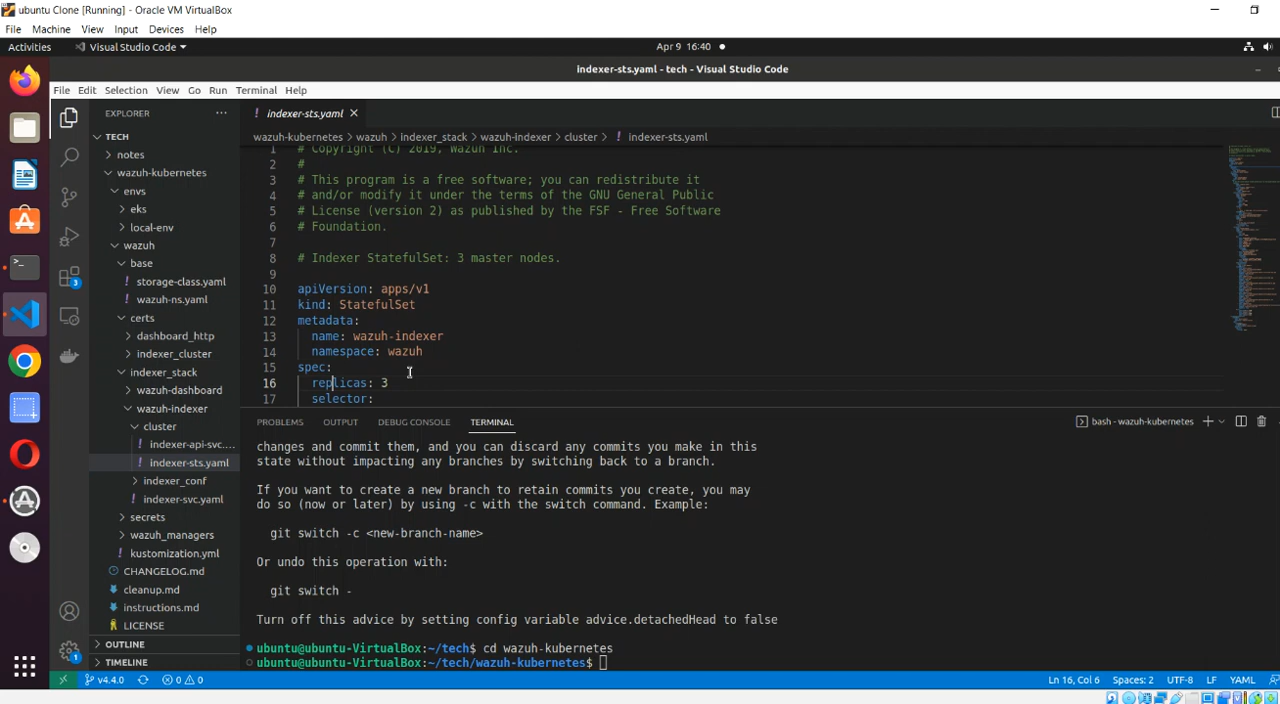 ubuntu Clone [Running] - Oracle VM VirtualBox
File Machine View Input Devices Help
Activities Visual Studio Code Apr 9 16:40
indexer-sts.yaml - tech - Visual Studio Code
File Edit Selection View Go Run Terminal Help
EXPLORER ... ! indexer-sts.yaml
TECH
wazuh-kubernetes > wazuh > indexer_stack > wazuh-indexer > cluster > ! indexer-sts.yaml
notes
wazuh-kubernetes
envs
eks
local-env
wazuh
base
! storage-class.yaml
! wazuh-ns.yaml
certs
dashboard_http
indexer_cluster
indexer_stack
wazuh-dashboard
wazuh-indexer
cluster
! indexer-api-svc....
! indexer-sts.yaml
indexer_conf
! indexer-svc.yaml
secrets
wazuh_managers
! kustomization.yml
CHANGELOG.md
cleanup.md
instructions.md
LICENSE
OUTLINE
TIMELINE
3
1
1 # Copyright (C) 2019, Wazuh Inc.
2 #
3 # This program is a free software; you can redistribute it
4 # and/or modify it under the terms of the GNU General Public
5 # License (version 2) as published by the FSF - Free Software
6 # Foundation.
7
8 # Indexer StatefulSet: 3 master nodes.
9
10 apiVersion: apps/v1
11 kind: StatefulSet
12 metadata:
13 name: wazuh-indexer
14 namespace: wazuh
15 spec:
16 replicas: 3
17 selector:
PROBLEMS OUTPUT DEBUG CONSOLE TERMINAL bash - wazuh-kubernetes
changes and commit them, and you can discard any commits you make in this
state without impacting any branches by switching back to a branch.
If you want to create a new branch to retain commits you create, you may
do so (now or later) by using -c with the switch command. Example:
git switch -c <new-branch-name>
Or undo this operation with:
git switch -
Turn off this advice by setting config variable advice.detachedHead to false
ubuntu@ubuntu-VirtualBox:~/tech$ cd wazuh-kubernetes
ubuntu@ubuntu-VirtualBox:~/tech/wazuh-kubernetes$
v4.4.0 0 0 Ln 16, Col 6 Spaces: 2 UTF-8 LF YAML